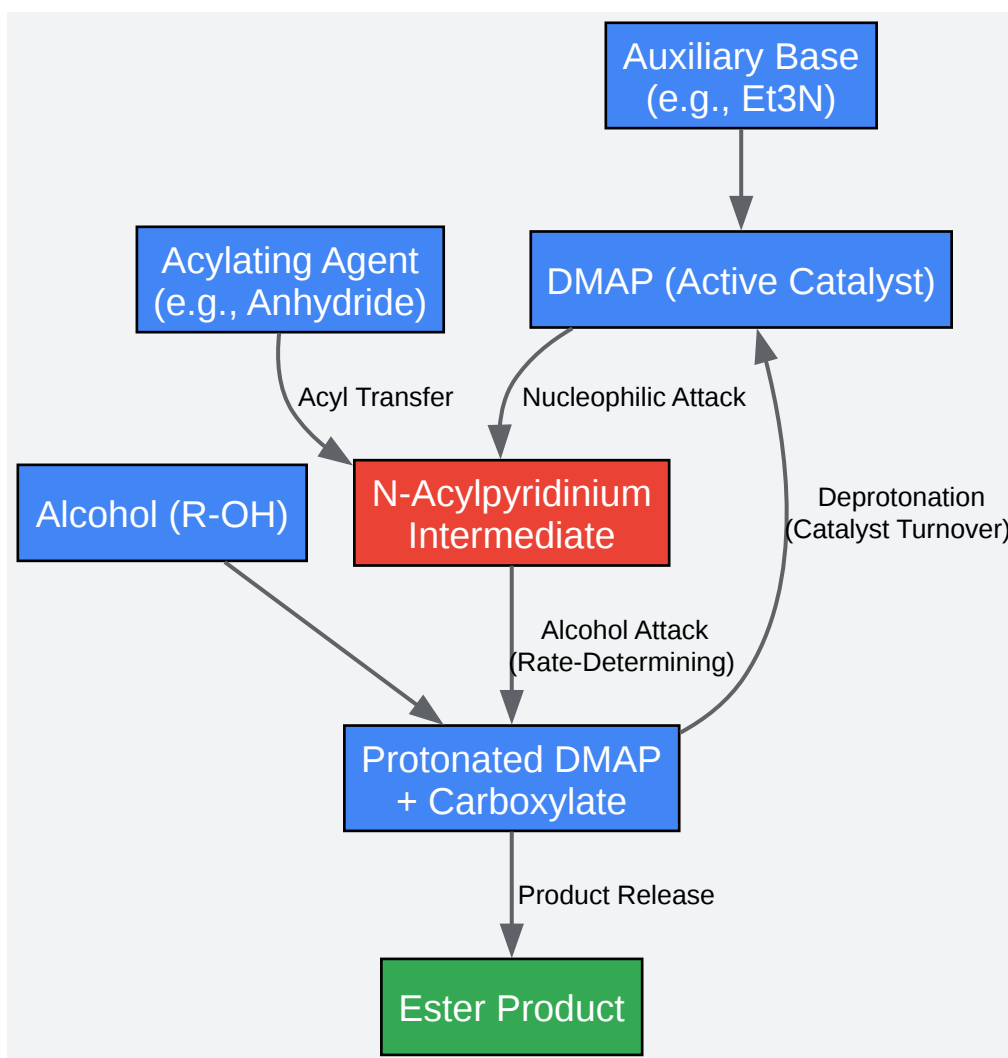 Auxiliary Base
(e.g., Et3N)
Acylating Agent
(e.g., Anhydride)
DMAP (Active Catalyst)
Acyl Transfer
Nucleophilic Attack
Alcohol (R-OH)
N-Acylpyridinium
Intermediate
Deprotonation
(Catalyst Turnover)
Alcohol Attack
(Rate-Determining)
Protonated DMAP
+ Carboxylate
Product Release
Ester Product